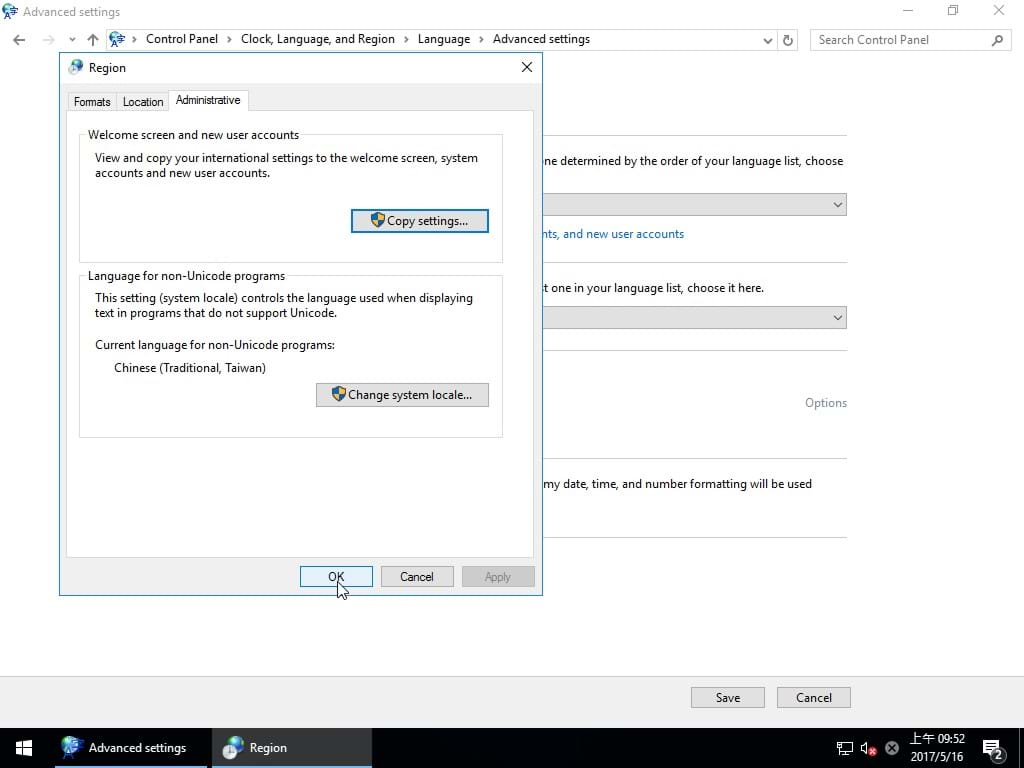 Advanced settings
Control Panel > Clock, Language, and Region > Language > Advanced settings
Search Control Panel
Region
Formats Location Administrative
Welcome screen and new user accounts
View and copy your international settings to the welcome screen, system
accounts and new user accounts.
Copy settings...
Language for non-Unicode programs
This setting (system locale) controls the language used when displaying
text in programs that do not support Unicode.
Current language for non-Unicode programs:
Chinese (Traditional, Taiwan)
Change system locale...
OK Cancel Apply
ne determined by the order of your language list, choose
nts, and new user accounts
t one in your language list, choose it here.
Options
my date, time, and number formatting will be used
Save Cancel
Advanced settings Region
上午 09:52
2017/5/16
2